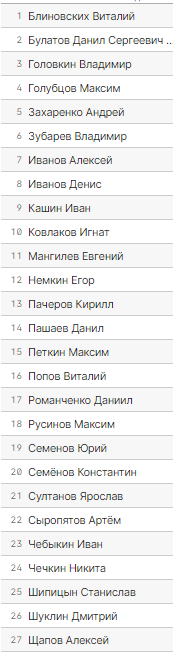 1 Блиновских Виталий
2 Булатов Данил Сергеевич ...
3 Головкин Владимир
4 Голубцов Максим
5 Захаренко Андрей
6 Зубарев Владимир
7 Иванов Алексей
8 Иванов Денис
9 Кашин Иван
10 Ковлаков Игнат
11 Мангилев Евгений
12 Немкин Егор
13 Пачеров Кирилл
14 Пашаев Данил
15 Петкин Максим
16 Попов Виталий
17 Романченко Даниил
18 Русинов Максим
19 Семенов Юрий
20 Семёнов Константин
21 Султанов Ярослав
22 Сыропятов Артём
23 Чебыкин Иван
24 Чечкин Никита
25 Шипицын Станислав
26 Шуклин Дмитрий
27 Щапов Алексей